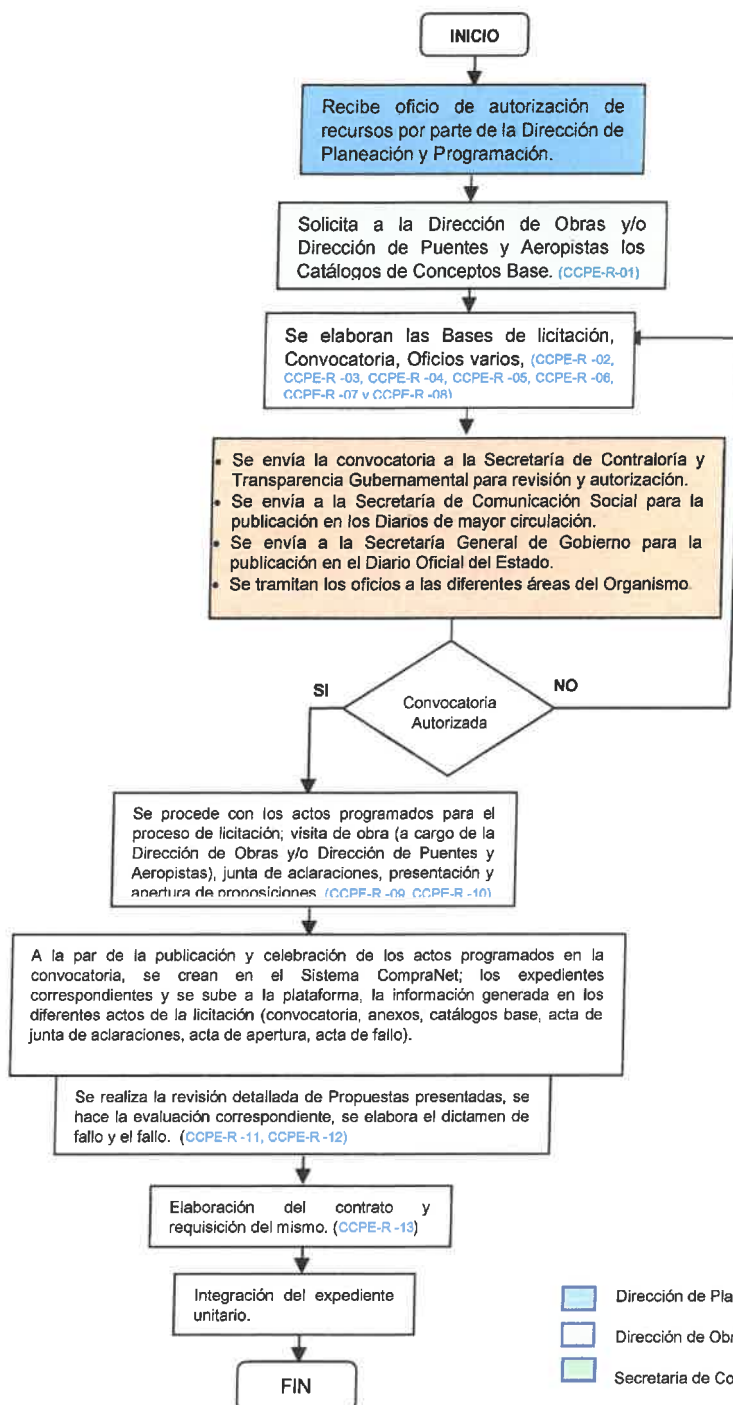 INICIO
Recibe oficio de autorización de
recursos por parte de la Dirección de
Planeación y Programación.
Solicita a la Dirección de Obras y/o
Dirección de Puentes y Aeropistas los
Catálogos de Conceptos Base. (CCPE-R-01)
Se elaboran las Bases de licitación,
Convocatoria, Oficios varios, (CCPE-R -02,
CCPE-R -03, CCPE-R -04, CCPE-R -05, CCPE-R -06,
CCPE-R -07 y CCPE-R -08)
• Se envía la convocatoria a la Secretaría de Contraloría y
Transparencia Gubernamental para revisión y autorización.
• Se envía a la Secretaría de Comunicación Social para la
publicación en los Diarios de mayor circulación.
• Se envía a la Secretaría General de Gobierno para la
publicación en el Diario Oficial del Estado.
• Se tramitan los oficios a las diferentes áreas del Organismo.
SI
NO
Convocatoria
Autorizada
Se procede con los actos programados para el
proceso de licitación; visita de obra (a cargo de la
Dirección de Obras y/o Dirección de Puentes y
Aeropistas), junta de aclaraciones, presentación y
apertura de proposiciones. (CCPE-R -09, CCPE-R -10)
A la par de la publicación y celebración de los actos programados en la
convocatoria, se crean en el Sistema CompraNet; los expedientes
correspondientes y se sube a la plataforma, la información generada en los
diferentes actos de la licitación (convocatoria, anexos, catálogos base, acta de
junta de aclaraciones, acta de apertura, acta de fallo).
Se realiza la revisión detallada de Propuestas presentadas, se
hace la evaluación correspondiente, se elabora el dictamen de
fallo y el fallo. (CCPE-R -11, CCPE-R -12)
Elaboración del contrato y
requisición del mismo. (CCPE-R -13)
Integración del expediente
unitario.
Dirección de Pla
Dirección de Obr
Secretaria de Co
FIN